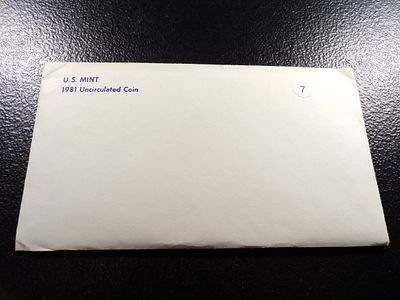 U.S. MINT
1981 Uncirculated Coin
7